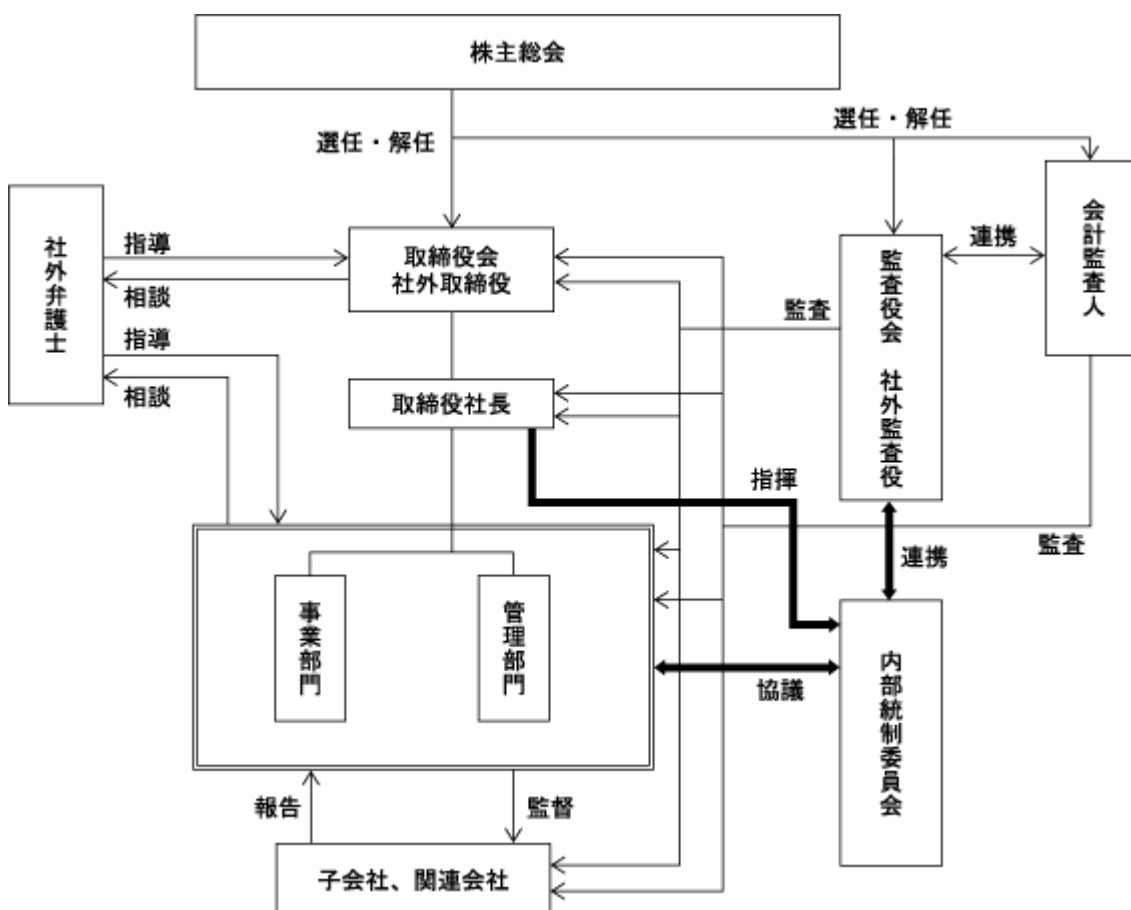 株主総会
選任・解任
選任・解任
社外弁護士
指導
相談
指導
相談
取締役会
社外取締役
監査役会　社外監査役
連携
会計監査人
監査
取締役社長
指揮
監査
連携
事業部門
管理部門
協議
内部統制委員会
報告
監督
子会社、関連会社